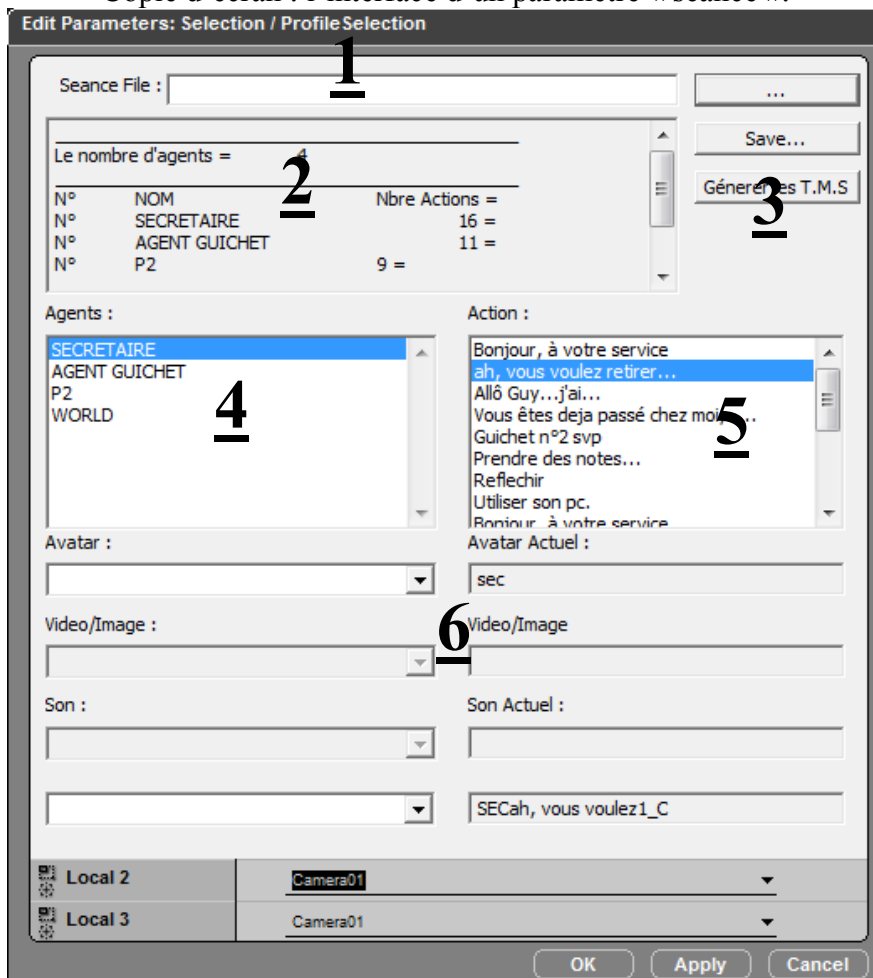 Copie d'écran : l'interface d'un paramètre «séance».
Edit Parameters: Selection / ProfileSelection
1
Seance File :
...
Save...
Le nombre d'agents = 4
2
Génerer les T.M.S
3
N° NOM Nbre Actions =
N° SECRETAIRE 16 =
N° AGENT GUICHET 11 =
N° P2 9 =
Agents : Action :
SECRETAIRE
AGENT GUICHET
P2
WORLD
4
Bonjour, à votre service
ah, vous voulez retirer...
Allô Guy...j'ai...
Vous êtes deja passé chez moi, ...
Guichet n°2 svp
Prendre des notes...
Reflechir
Utiliser son pc.
Bonjour, à votre service
5
Avatar : Avatar Actuel :
sec
Video/Image : Video/Image
6
Son : Son Actuel :
SECah, vous voulez1_C
Local 2 Camera01
Local 3 Camera01
OK Apply Cancel